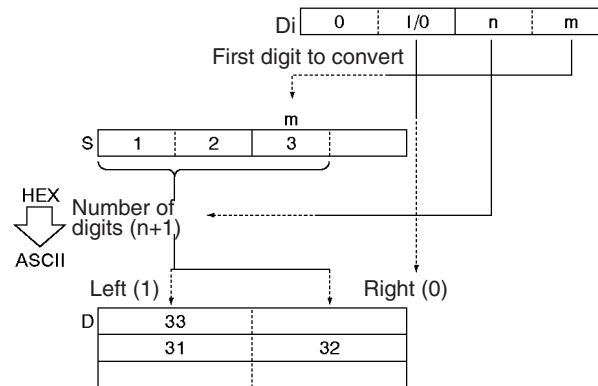 Di 0 1/0 n m
First digit to convert
m
S 1 2 3
HEX
Number of
digits (n+1)
ASCII
Left (1) Right (0)
D 33
31 32